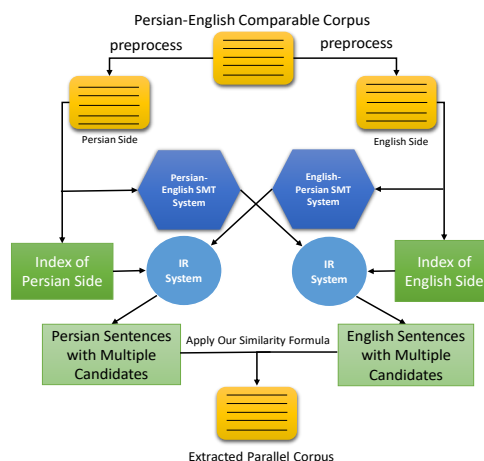 Persian-English Comparable Corpus
preprocess
preprocess
Persian Side
English Side
Persian-
English SMT
System
English-
Persian SMT
System
Index of
Persian Side
IR
System
IR
System
Index of
English Side
Persian Sentences
with Multiple
Candidates
Apply Our Similarity Formula
English Sentences
with Multiple
Candidates
Extracted Parallel Corpus